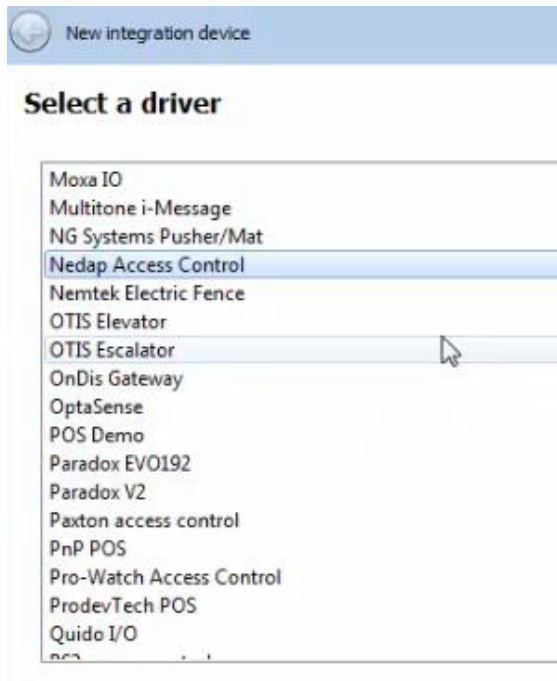 New integration device
Select a driver
Moxa IO
Multitone i-Message
NG Systems Pusher/Mat
Nedap Access Control
Nemtek Electric Fence
OTIS Elevator
OTIS Escalator
OnDis Gateway
OptaSense
POS Demo
Paradox EVO192
Paradox V2
Paxton access control
PnP POS
Pro-Watch Access Control
ProdevTech POS
Quido I/O